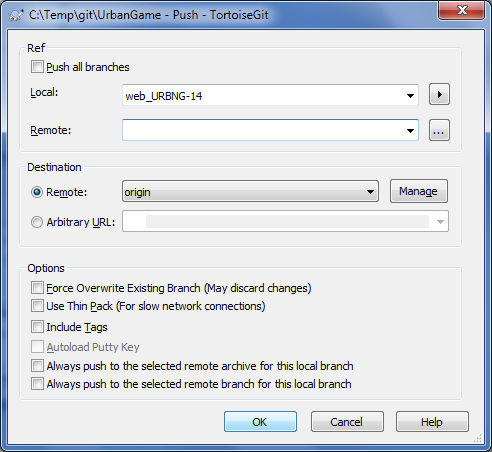 C:\Temp\git\UrbanGame - Push - TortoiseGit
Ref
Push all branches
Local: web_URBNG-14
Remote: ...
Destination
Remote: origin Manage
Arbitrary URL:
Options
Force Overwrite Existing Branch (May discard changes)
Use Thin Pack (For slow network connections)
Include Tags
Autoload Putty Key
Always push to the selected remote archive for this local branch
Always push to the selected remote branch for this local branch
OK Cancel Help